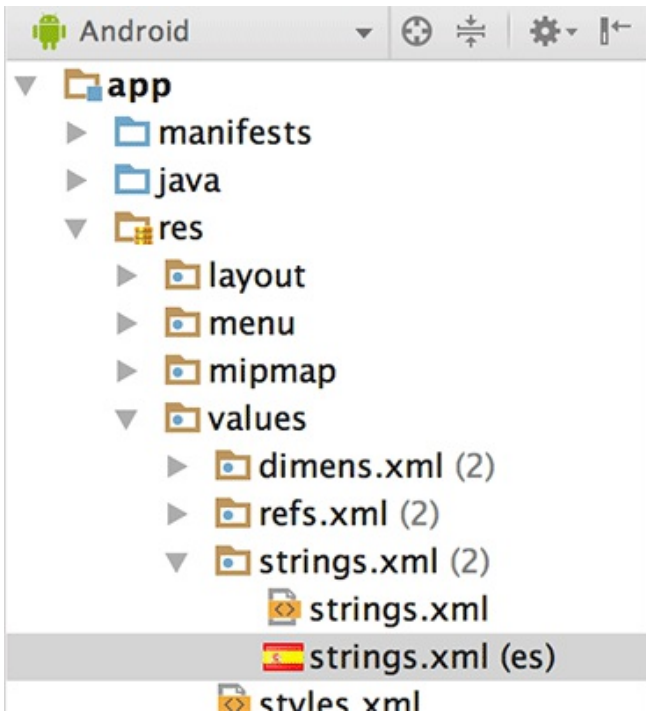 Android
app
manifests
java
res
layout
menu
mipmap
values
dimens.xml (2)
refs.xml (2)
strings.xml (2)
strings.xml
strings.xml (es)
styles.xml